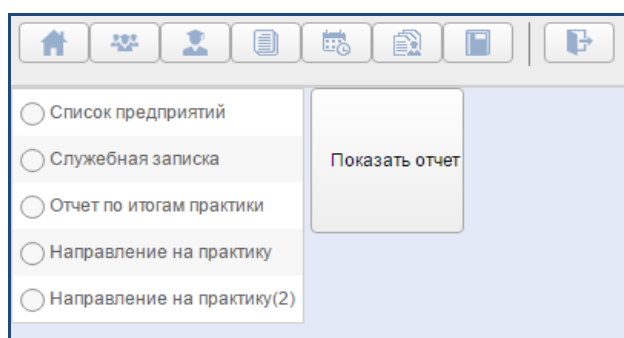 Список предприятий
Служебная записка
Показать отчет
Отчет по итогам практики
Направление на практику
Направление на практику(2)